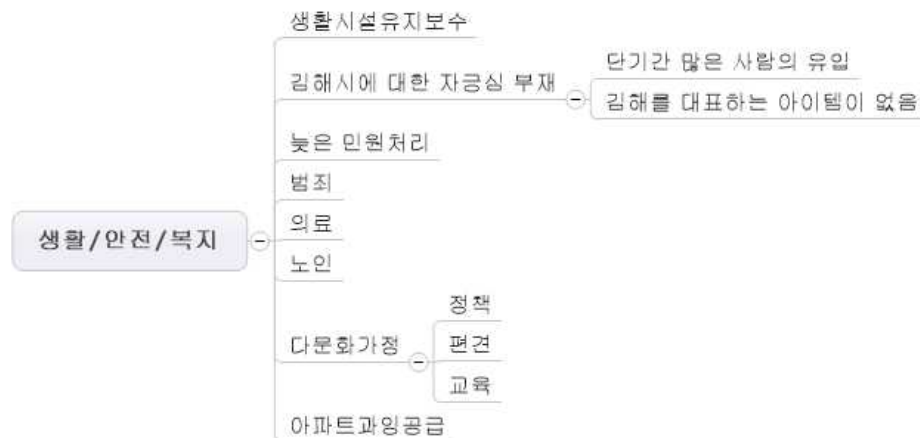 생활/안전/복지
생활시설유지보수
김해시에 대한 자긍심 부재
단기간 많은 사람의 유입
김해를 대표하는 아이템이 없음
늦은 민원처리
범죄
의료
노인
다문화가정
정책
편견
교육
아파트과잉공급